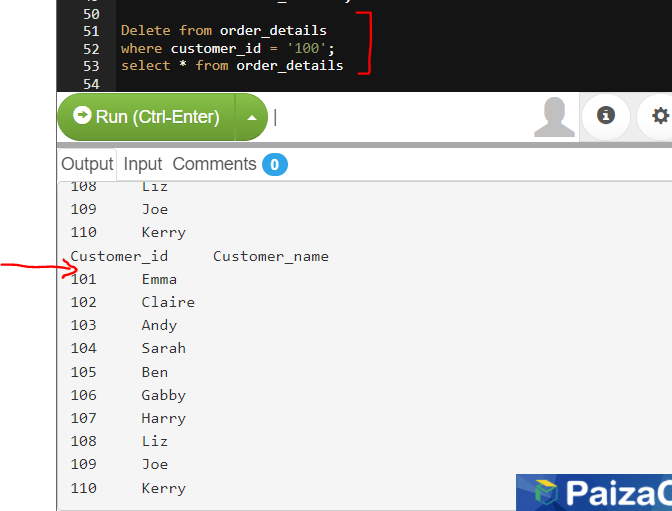 50
51 Delete from order_details
52 where customer_id = '100';
53 select * from order_details
54
Run (Ctrl-Enter)
Output Input Comments 0
108 Liz
109 Joe
110 Kerry
Customer_id Customer_name
101 Emma
102 Claire
103 Andy
104 Sarah
105 Ben
106 Gabby
107 Harry
108 Liz
109 Joe
110 Kerry
PaizaC